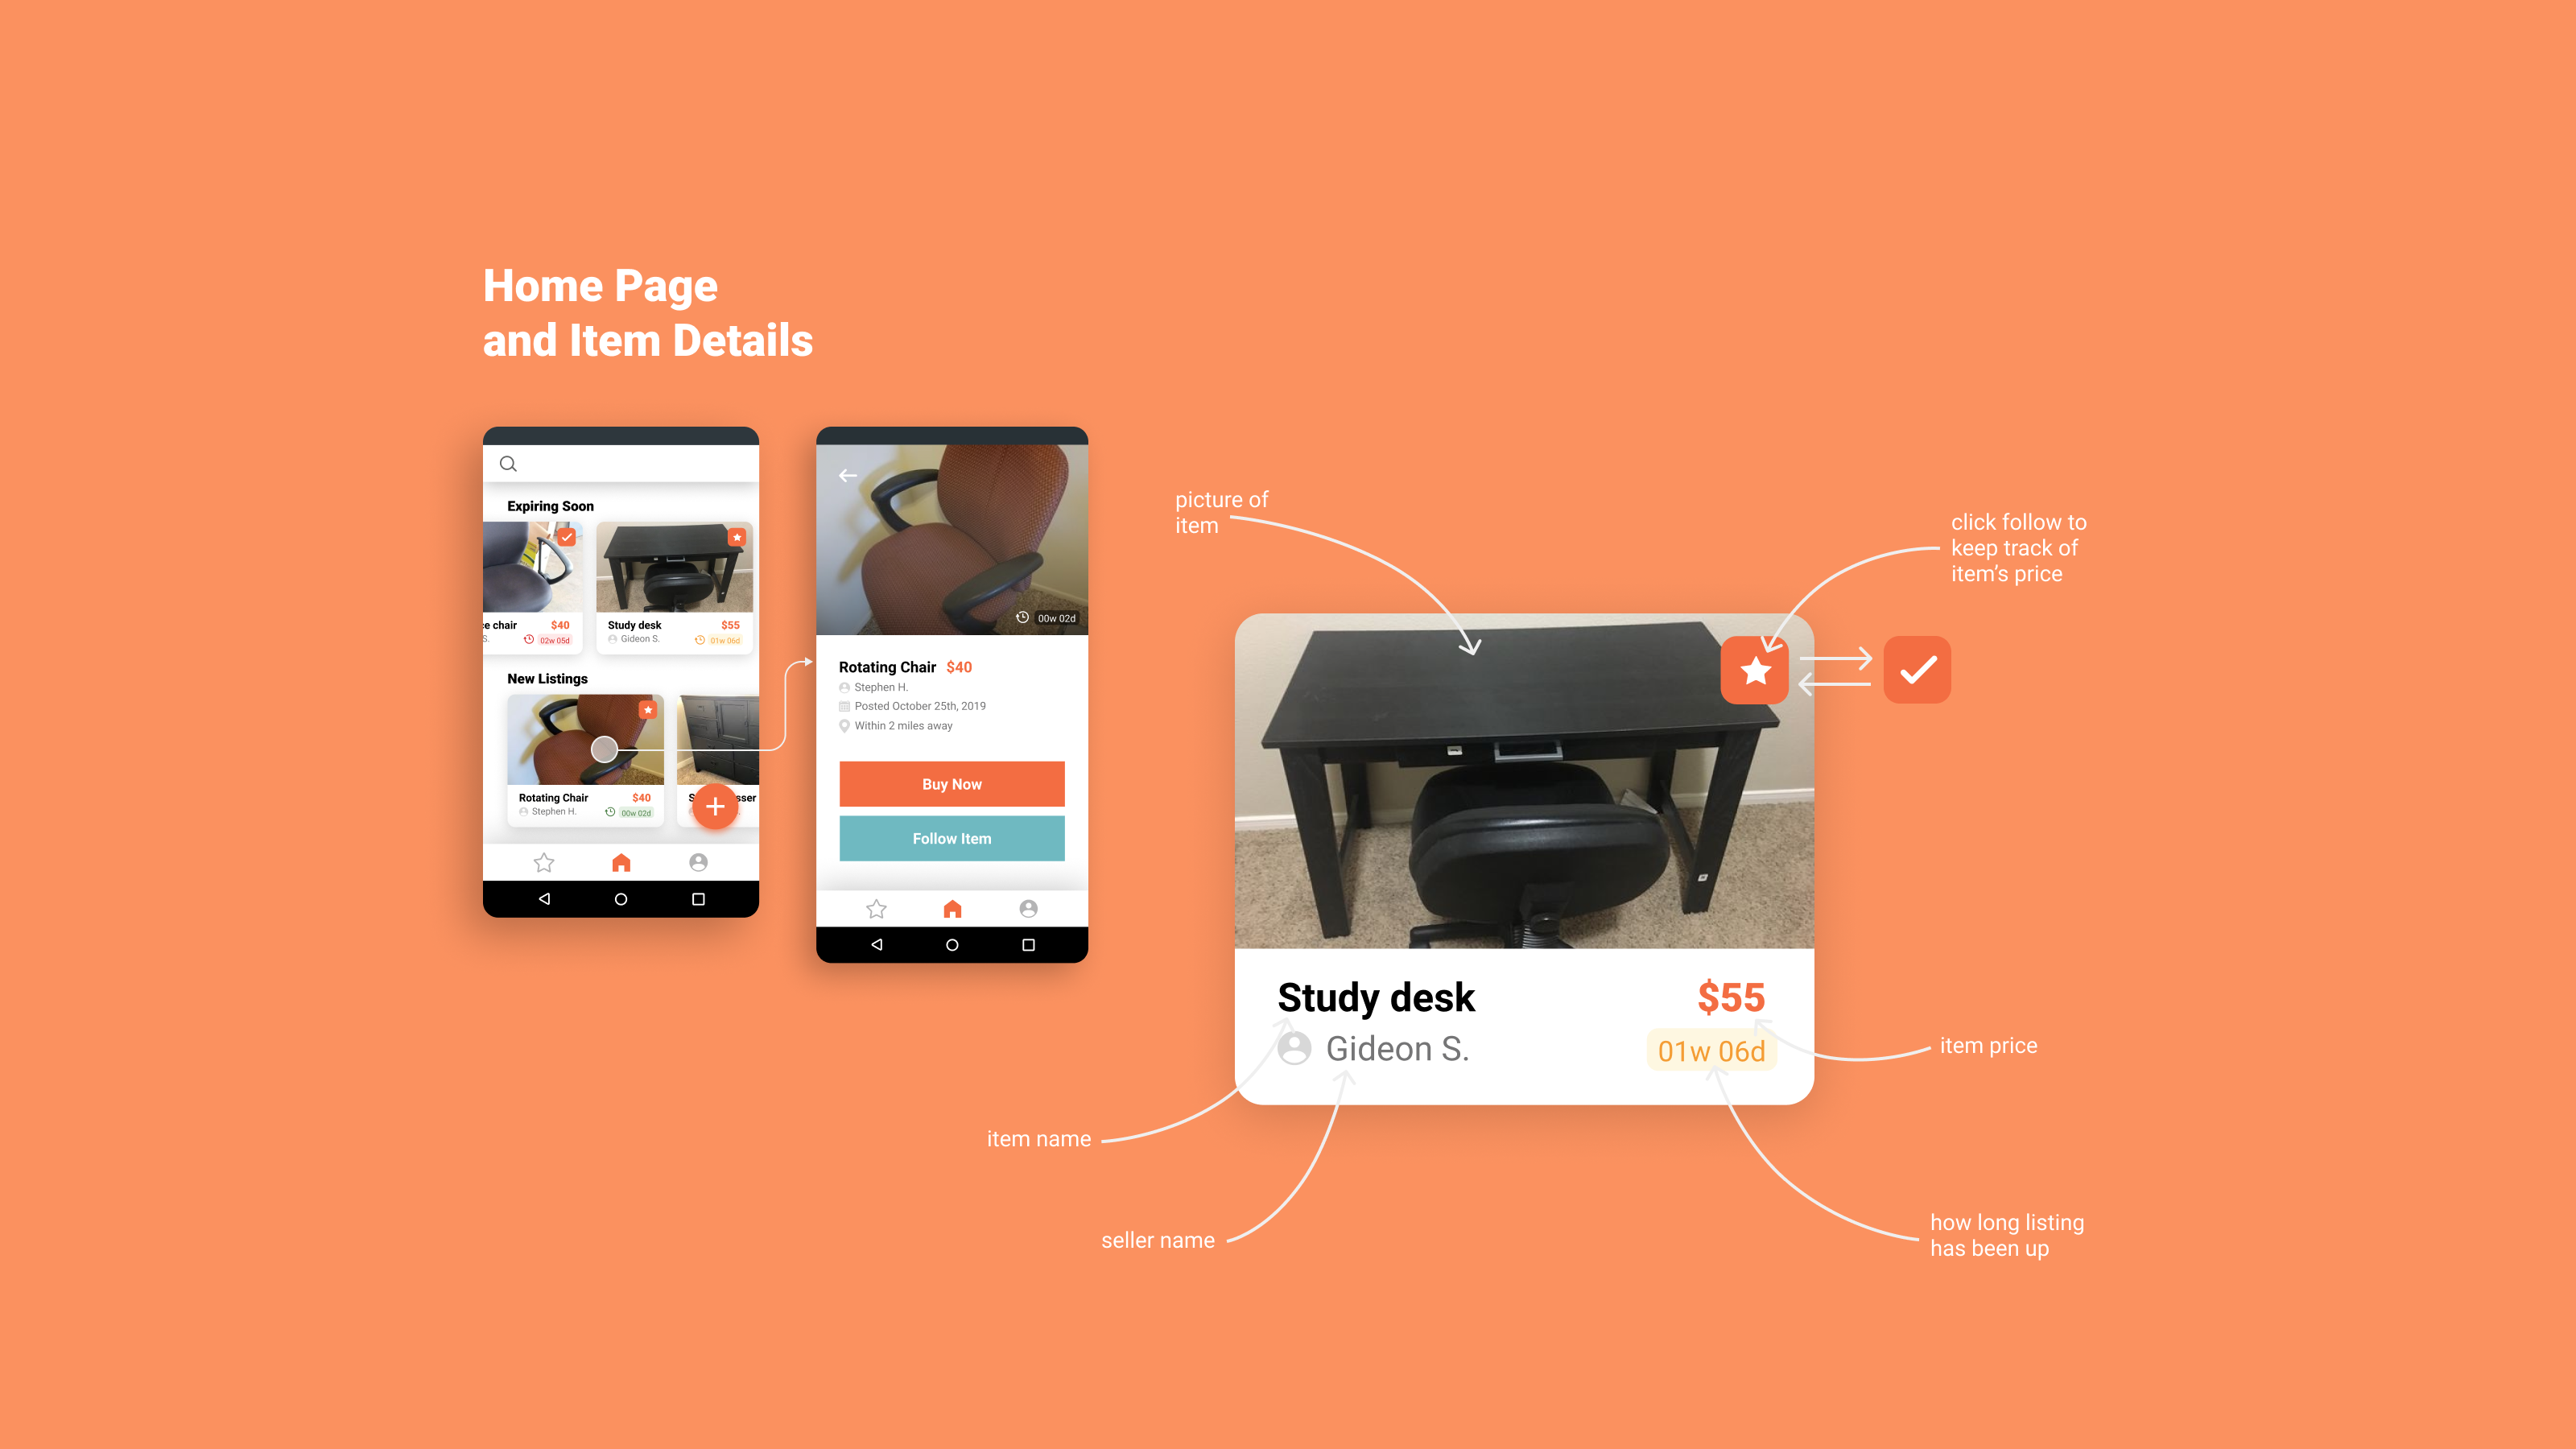 Home Page
and Item Details
Expiring Soon
ce chair
$40
S.
02w 05d
Study desk
$55
Gideon S.
01w 06d
New Listings
Rotating Chair
$40
Stephen H.
00w 02d
00w 02d
Rotating Chair $40
Stephen H.
Posted October 25th, 2019
Within 2 miles away
Buy Now
Follow Item
picture of
item
click follow to
keep track of
item’s price
Study desk
$55
Gideon S.
01w 06d
item price
item name
seller name
how long listing
has been up